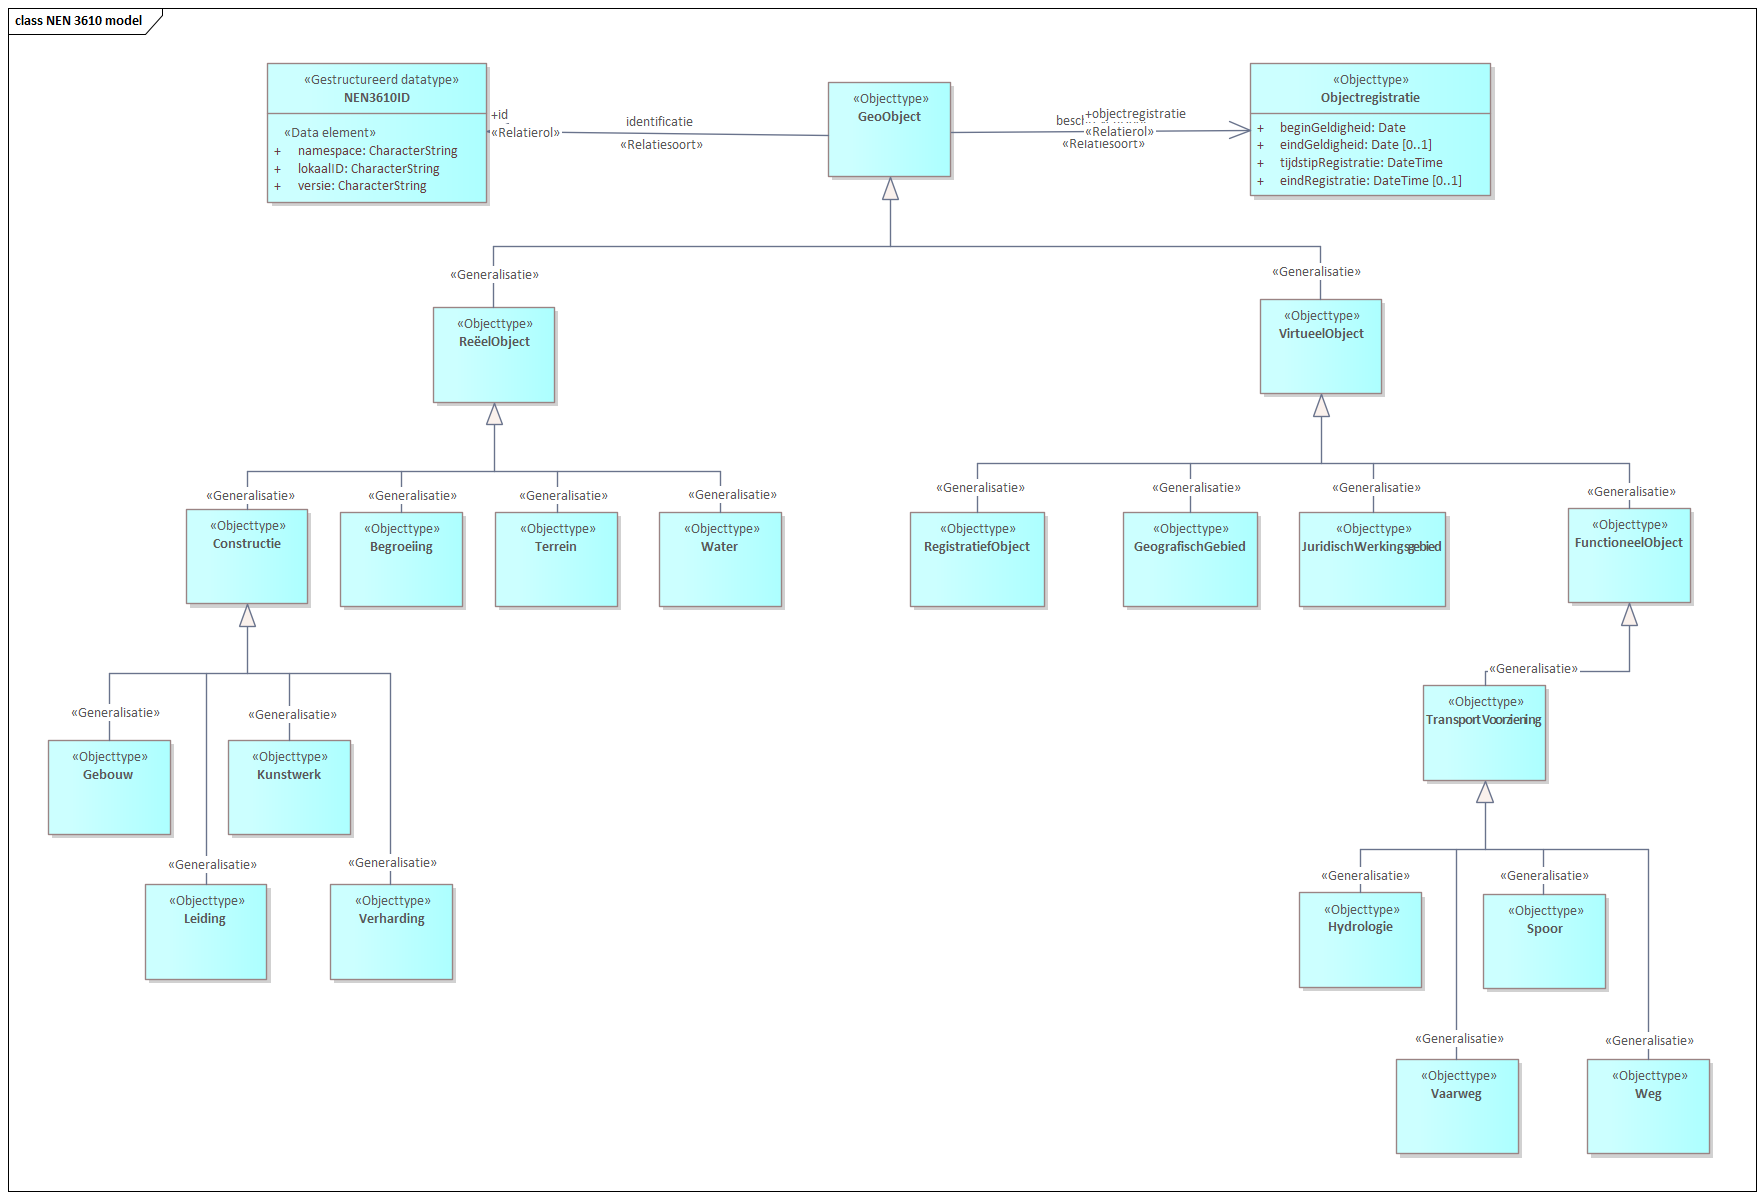 class NEN 3610 model
«Gestructureerd datatype»
NEN3610ID
«Data element»
+ namespace: CharacterString
+ lokaalID: CharacterString
+ versie: CharacterString
+id
«Relatierol»
identificatie
«Relatiesoort»
«Objecttype»
GeoObject
+objectregistratie
«Relatierol»
«Relatiesoort»
«Objecttype»
Objectregistratie
+ beginGeldigheid: Date
+ eindGeldigheid: Date [0..1]
+ tijdstipRegistratie: DateTime
+ eindRegistratie: DateTime [0..1]
«Generalisatie»
«Generalisatie»
«Objecttype»
ReëelObject
«Objecttype»
VirtueelObject
«Generalisatie»
«Generalisatie»
«Generalisatie»
«Generalisatie»
«Generalisatie»
«Generalisatie»
«Generalisatie»
«Generalisatie»
«Objecttype»
Constructie
«Objecttype»
Begroeiing
«Objecttype»
Terrein
«Objecttype»
Water
«Objecttype»
RegistratiefObject
«Objecttype»
GeografischGebied
«Objecttype»
JuridischWerkingsgebied
«Objecttype»
FunctioneelObject
«Generalisatie»
«Objecttype»
TransportVoorziening
«Generalisatie»
«Generalisatie»
«Objecttype»
Gebouw
«Objecttype»
Kunstwerk
«Generalisatie»
«Generalisatie»
«Objecttype»
Leiding
«Objecttype»
Verharding
«Generalisatie»
«Generalisatie»
«Objecttype»
Hydrologie
«Objecttype»
Spoor
«Generalisatie»
«Generalisatie»
«Objecttype»
Vaarweg
«Objecttype»
Weg